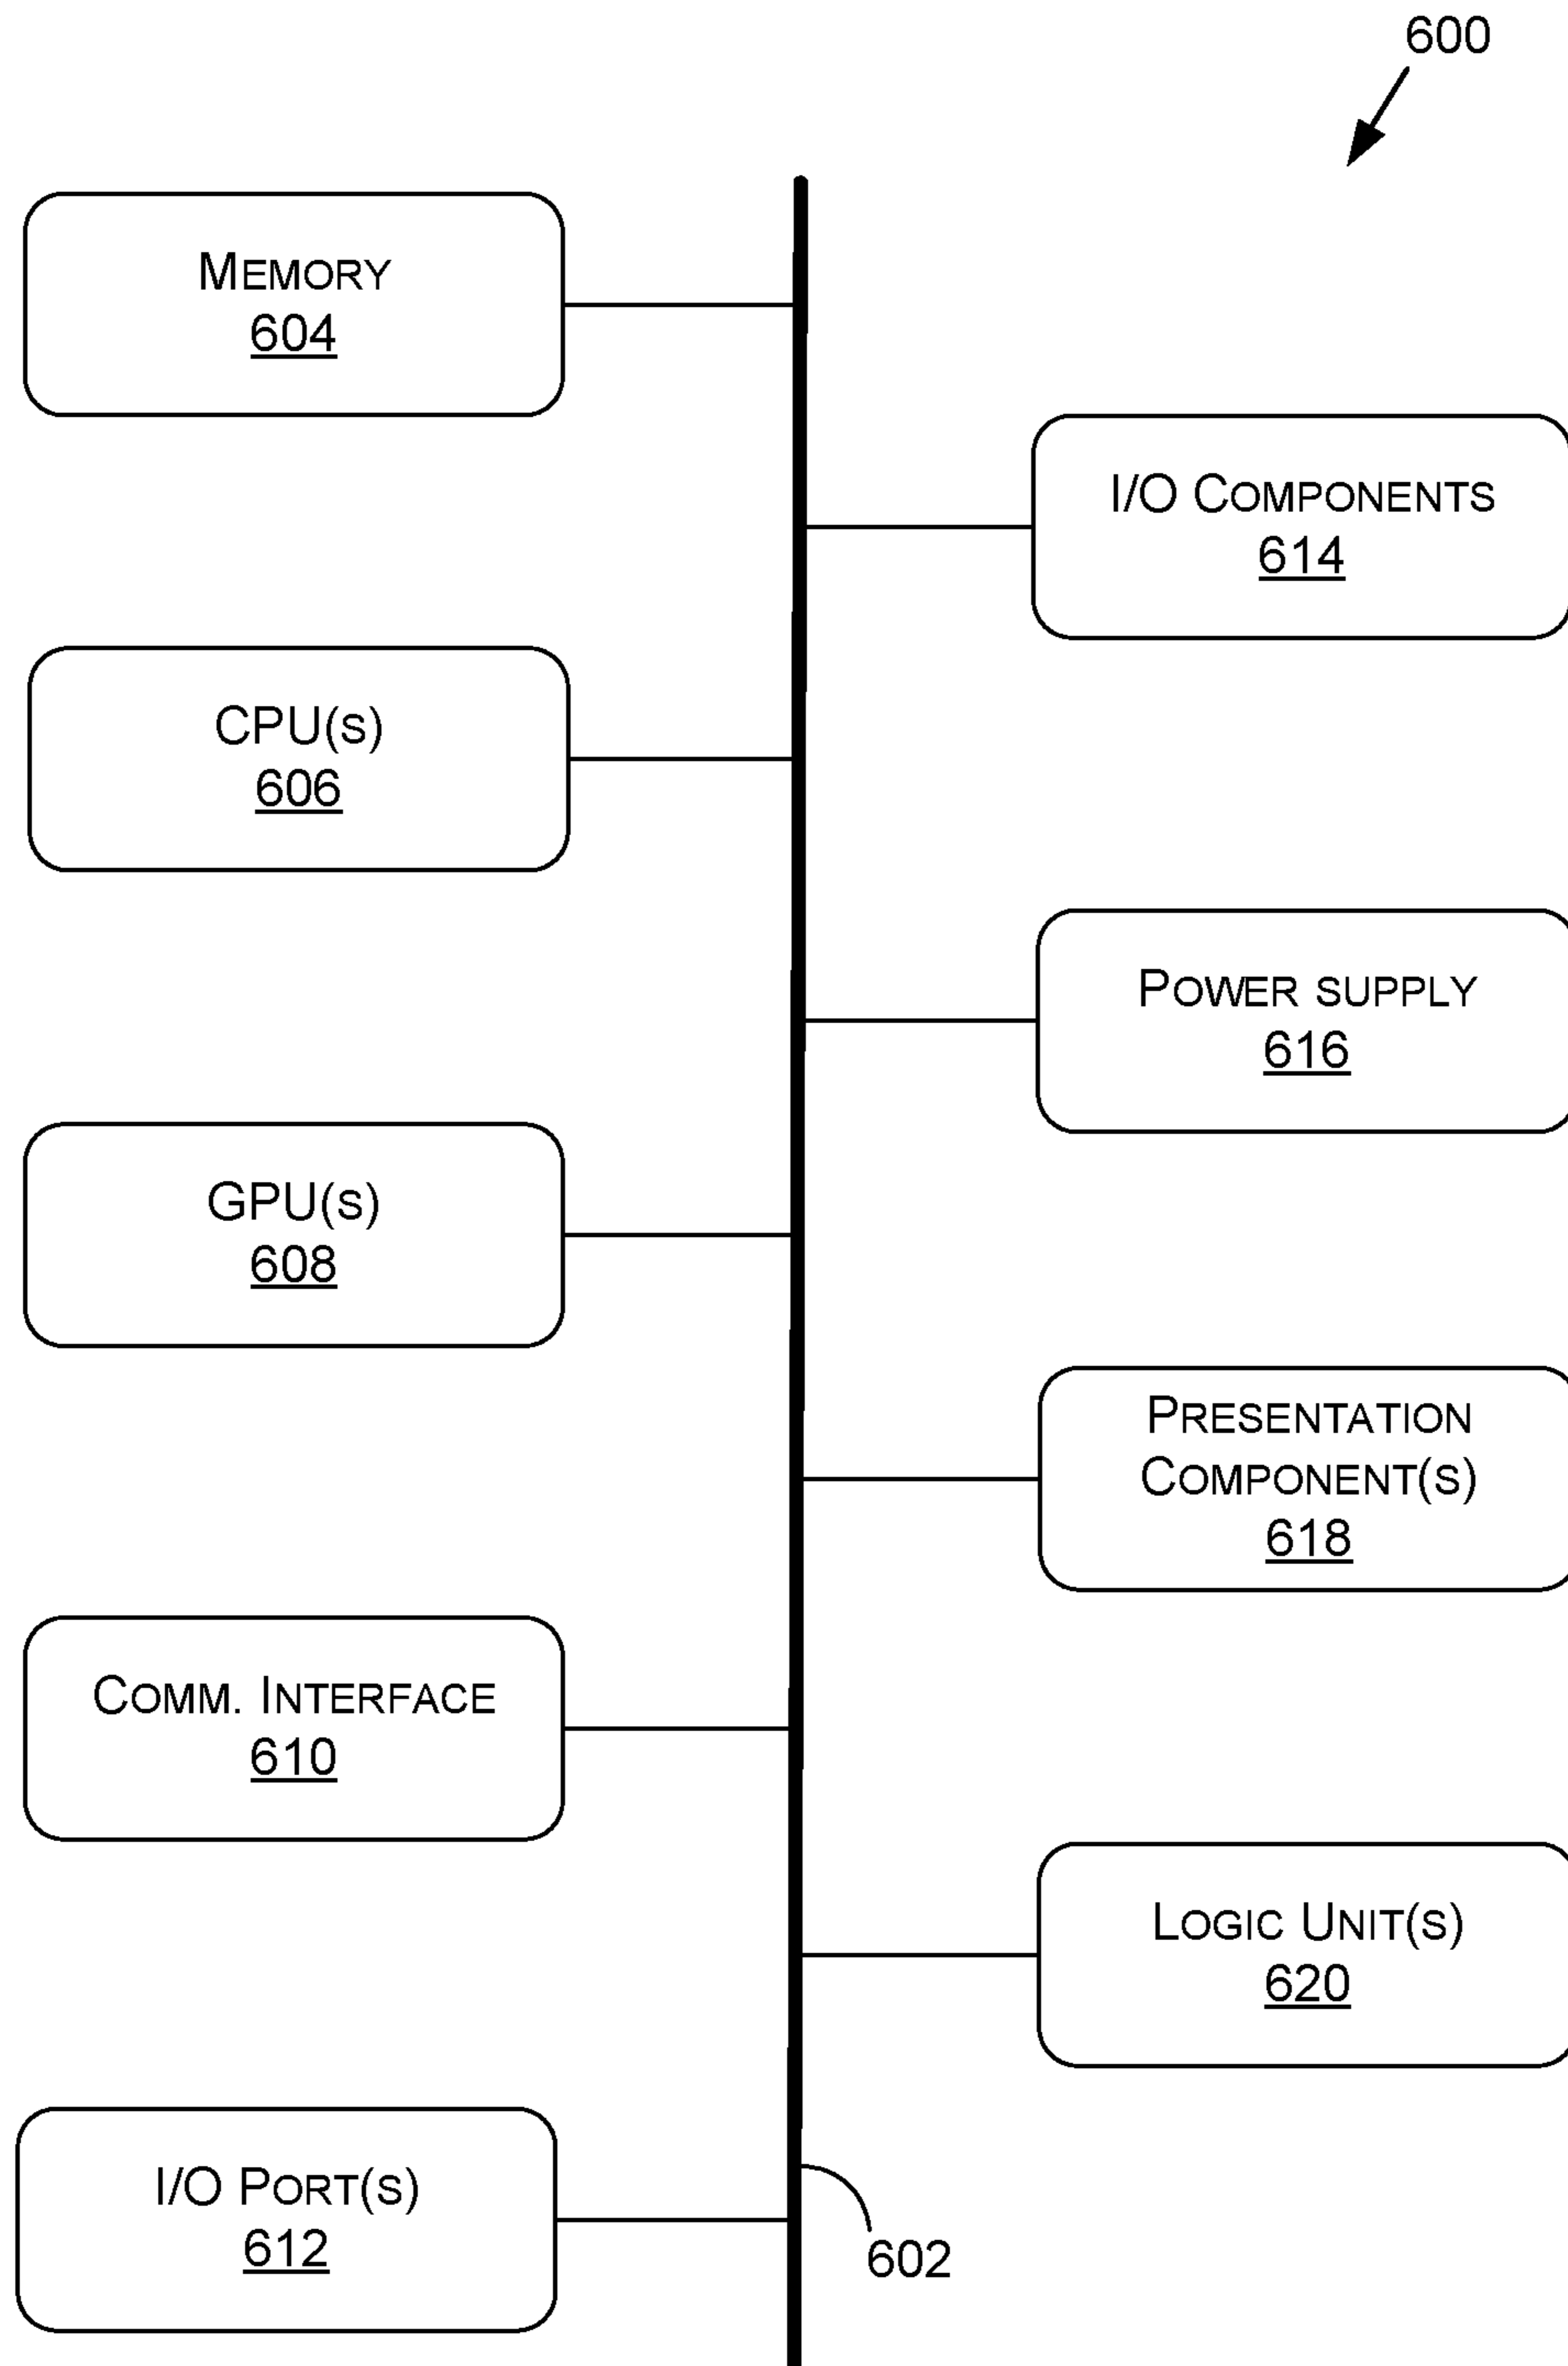 600
MEMORY
604
I/O COMPONENTS
614
CPU(S)
606
POWER SUPPLY
616
GPU(S)
608
PRESENTATION
COMPONENT(S)
618
COMM. INTERFACE
610
LOGIC UNIT(S)
620
I/O PORT(S)
612
602